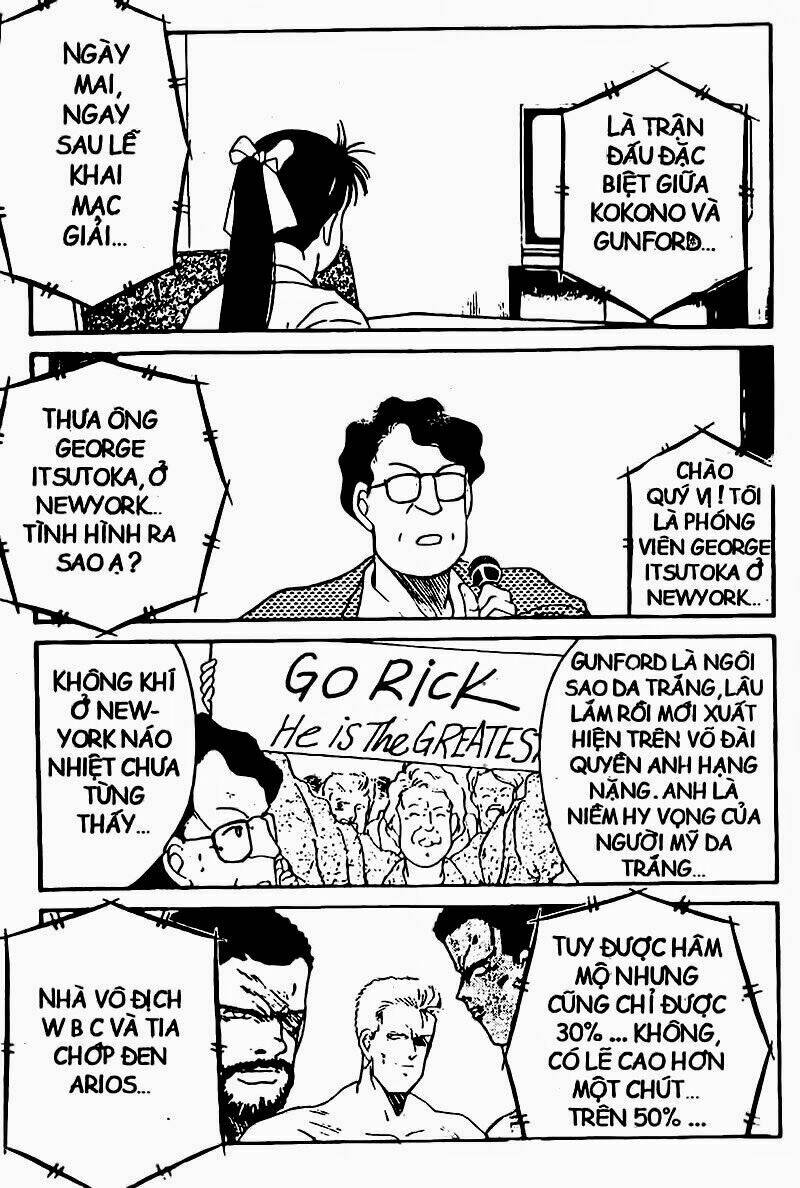 NGÀY
MAI,
NGAY
SAU LỄ
KHAI
MẠC
GIẢI...
LÀ TRẬN
ĐẤU ĐẶC
BIỆT GIỮA
KOKONO VÀ
GUNFORD...
THƯA ÔNG
GEORGE
ITSUTOKA, Ở
NEWYORK...
TÌNH HÌNH RA
SAO Ạ?
CHÀO
QUÝ VỊ! TÔI
LÀ PHÓNG
VIÊN GEORGE
ITSUTOKA Ở
NEWYORK...
KHÔNG KHÍ
Ở NEW-
YORK NÁO
NHIỆT CHƯA
TỪNG
THẤY...
GO RICK
He is The GREATEST
GUNFORD LÀ NGÔI
SAO DA TRẮNG, LÂU
LẮM RỒI MỚI XUẤT
HIỆN TRÊN VÕ ĐÀI
QUYỀN ANH HẠNG
NẶNG. ANH LÀ
NIỀM HY VỌNG CỦA
NGƯỜI MỸ DA
TRẮNG...
NHÀ VÔ ĐỊCH
WBC VÀ TIA
CHỚP ĐEN
ARIOS...
TUY ĐƯỢC HÂM
MỘ NHƯNG
CŨNG CHỈ ĐƯỢC
30% ... KHÔNG,
CÓ LẼ CAO HƠN
MỘT CHÚT...
TRÊN 50% ...